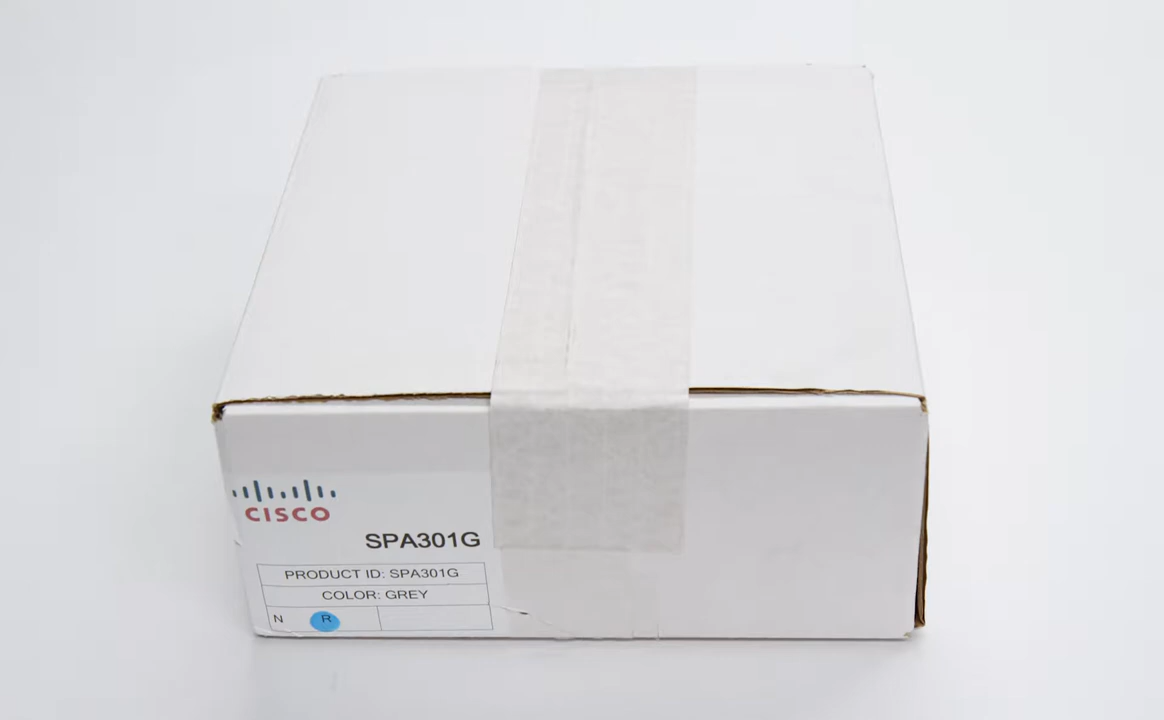 CISCO
SPA301G
PRODUCT ID: SPA301G
COLOR: GREY
N R